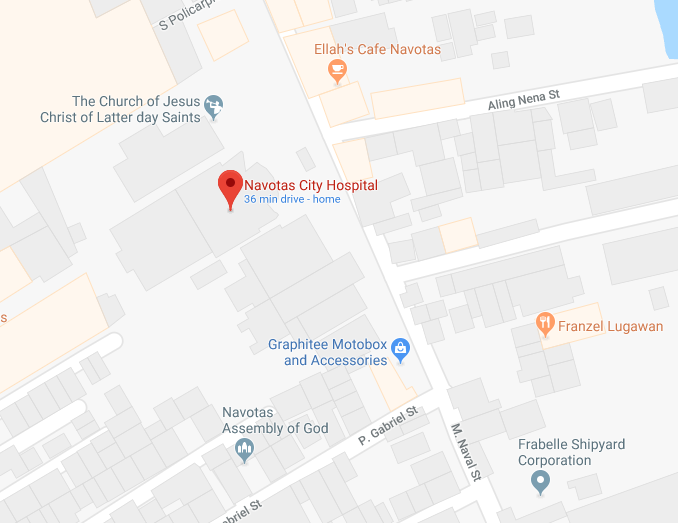 S Policarpi
Ellah's Cafe Navotas
The Church of Jesus
Christ of Latter day Saints
Aling Nena St
Navotas City Hospital
36 min drive - home
s
Franzel Lugawan
Graphitee Motobox
and Accessories
Navotas
Assembly of God
P. Gabriel St
M. Naval St
Frabelle Shipyard
Corporation
briel St